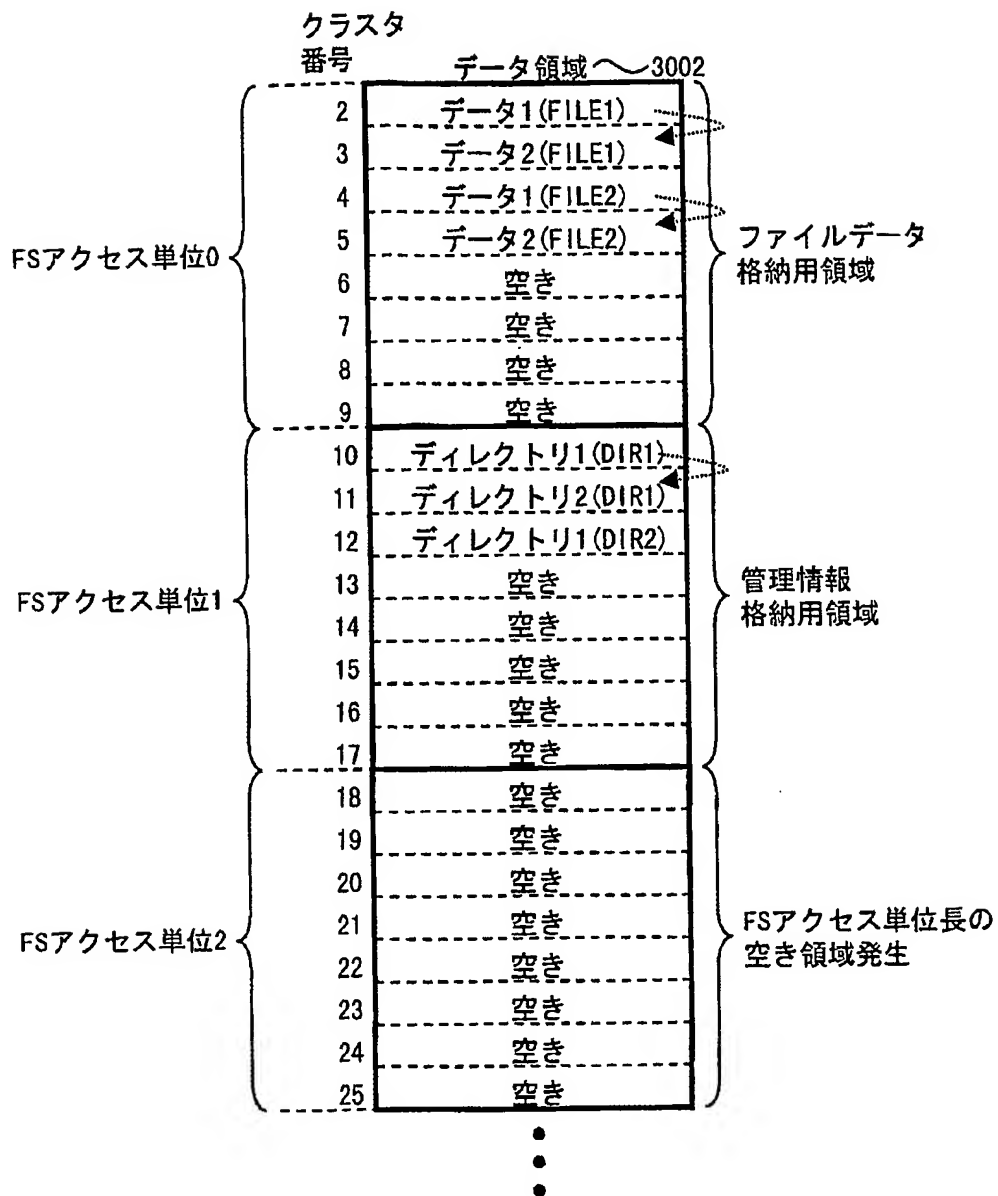 クラスタ
番号
データ領域 3002
2 データ1(FILE1)
3 データ2(FILE1)
4 データ1(FILE2)
5 データ2(FILE2)
6 空き
7 空き
8 空き
9 空き
FSアクセス単位0
ファイルデータ
格納用領域
10 ディレクトリ1(DIR1)
11 ディレクトリ2(DIR1)
12 ディレクトリ1(DIR2)
13 空き
14 空き
15 空き
16 空き
17 空き
FSアクセス単位1
管理情報
格納用領域
18 空き
19 空き
20 空き
21 空き
22 空き
23 空き
24 空き
25 空き
FSアクセス単位2
FSアクセス単位長の
空き領域発生